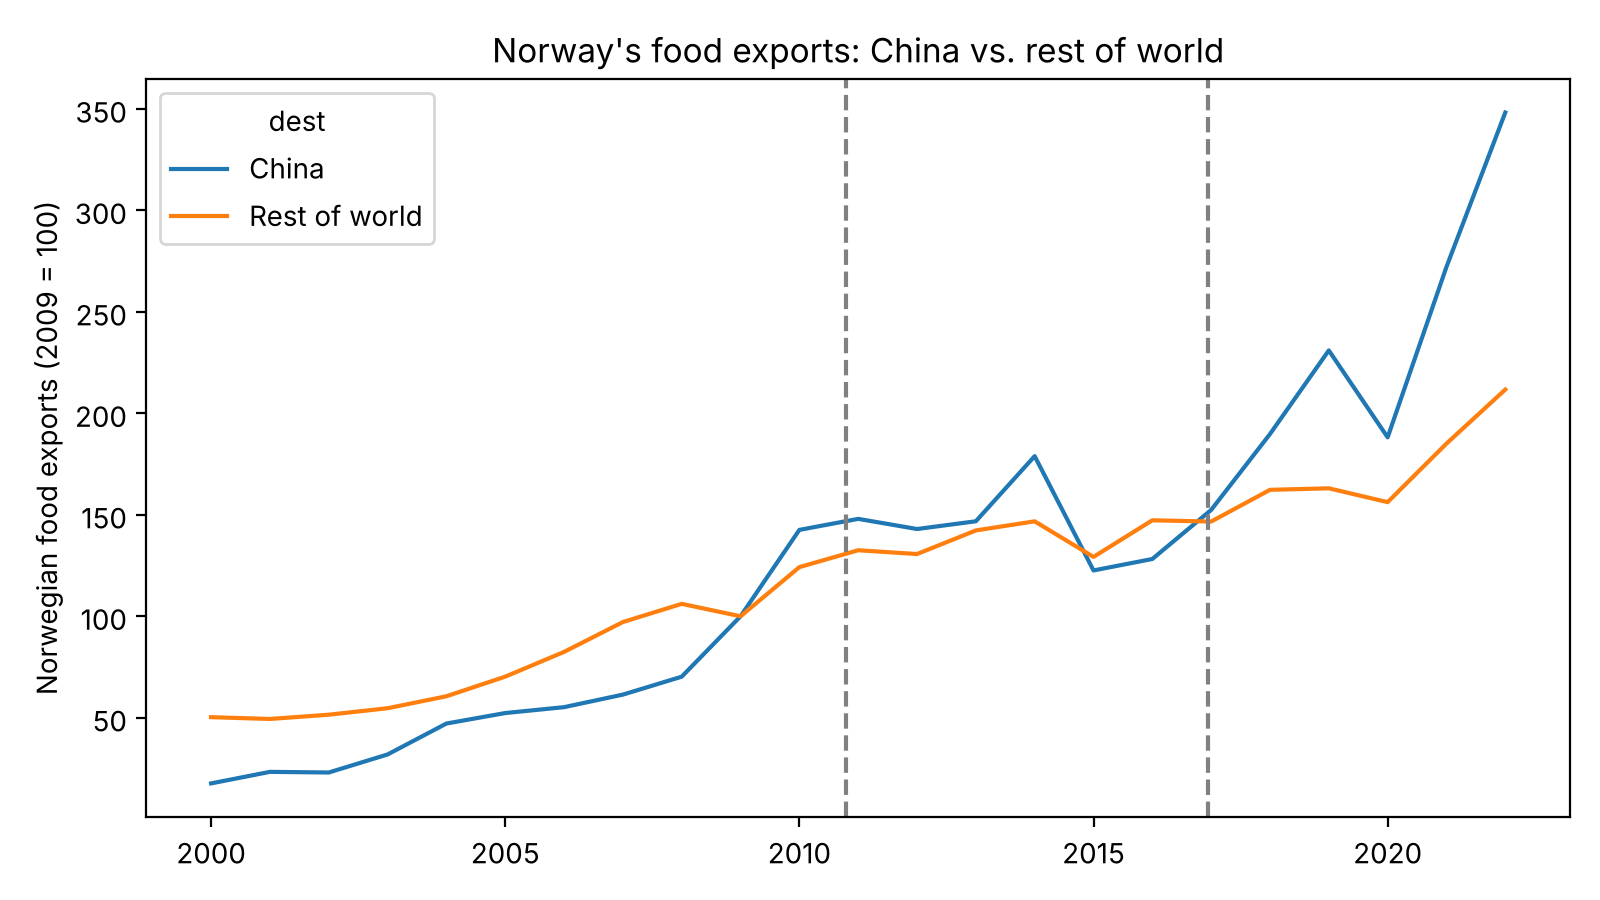 Norway's food exports: China vs. rest of world
dest
China
Rest of world
Norwegian food exports (2009 = 100)
350
300
250
200
150
100
50
2000
2005
2010
2015
2020